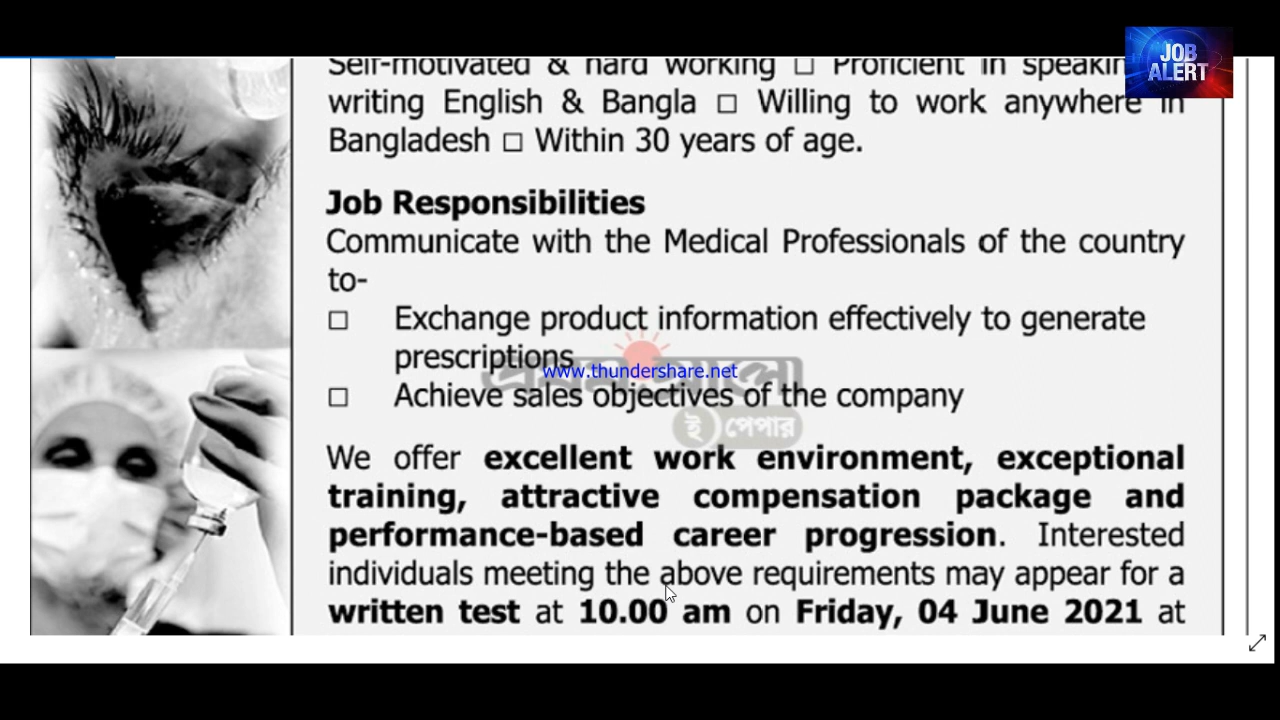 JOB
ALERT
Self-motivated & hard working □ Proficient in
writing English & Bangla □ Willing to work anywhere in
Bangladesh □ Within 30 years of age.
Job Responsibilities
Communicate with the Medical Professionals of the country
to-
□ Exchange product information effectively to generate
prescriptions
www.thundershare.net
প্রথম আলো
□ Achieve sales objectives of the company
ই পেপার
We offer excellent work environment, exceptional
training, attractive compensation package and
performance-based career progression. Interested
individuals meeting the above requirements may appear for a
written test at 10.00 am on Friday, 04 June 2021 at